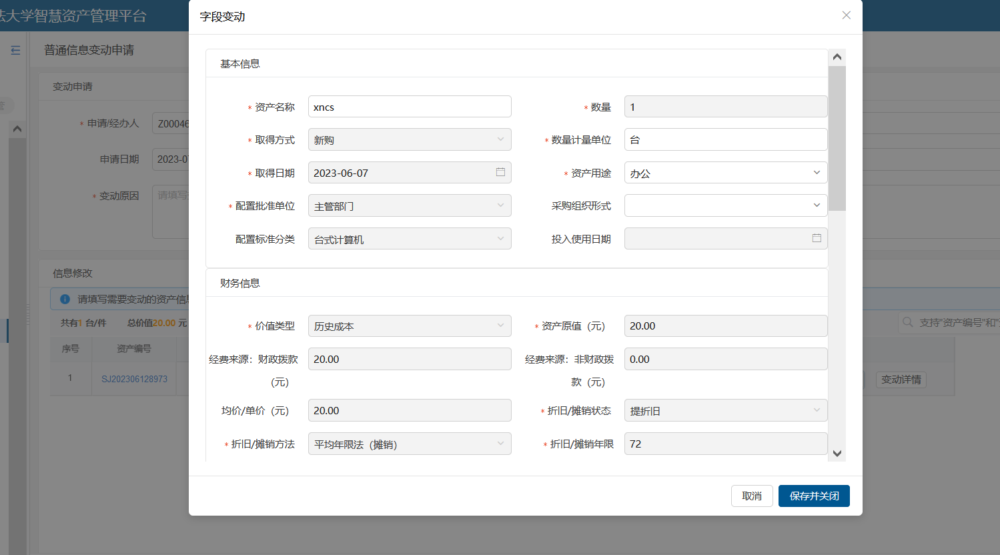 法大学智慧资产管理平台
字段变动
普通信息变动申请
变动申请
* 申请/经办人 Z00046
申请日期 2023-07
* 变动原因 请填写
信息修改
请填写需要变动的资产信息
共有1 台/件 总价值20.00 元
支持"资产编号"和"
序号 资产编号
1 SJ202306128973
变动详情
基本信息
* 资产名称 xncs * 数量 1
* 取得方式 新购 * 数量计量单位 台
* 取得日期 2023-06-07 * 资产用途 办公
* 配置批准单位 主管部门 采购组织形式
配置标准分类 台式计算机 投入使用日期
财务信息
* 价值类型 历史成本 * 资产原值（元） 20.00
经费来源：财政拨款 20.00 经费来源：非财政拨 0.00
（元） 款（元）
均价/单价（元） 20.00 * 折旧/摊销状态 提折旧
* 折旧/摊销方法 平均年限法（摊销） * 折旧/摊销年限 72
取消 保存并关闭